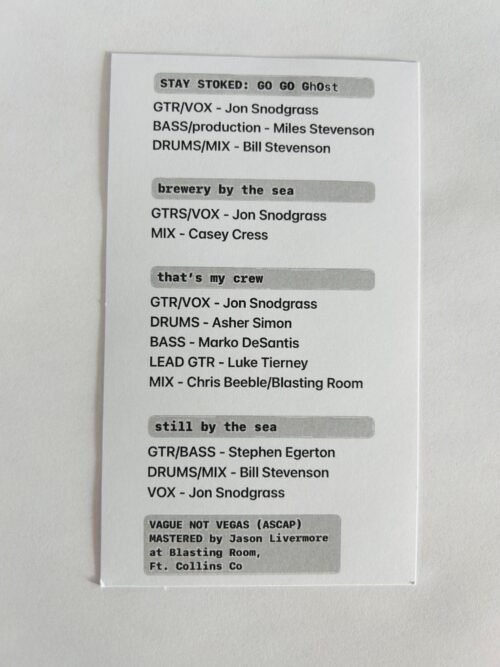 STAY STOKED: GO GO GhOst
GTR/VOX - Jon Snodgrass
BASS/production - Miles Stevenson
DRUMS/MIX - Bill Stevenson
brewery by the sea
GTRS/VOX - Jon Snodgrass
MIX - Casey Cress
that's my crew
GTR/VOX - Jon Snodgrass
DRUMS - Asher Simon
BASS - Marko DeSantis
LEAD GTR - Luke Tierney
MIX - Chris Beeble/Blasting Room
still by the sea
GTR/BASS - Stephen Egerton
DRUMS/MIX - Bill Stevenson
VOX - Jon Snodgrass
VAGUE NOT VEGAS (ASCAP)
MASTERED by Jason Livermore
at Blasting Room,
Ft. Collins Co